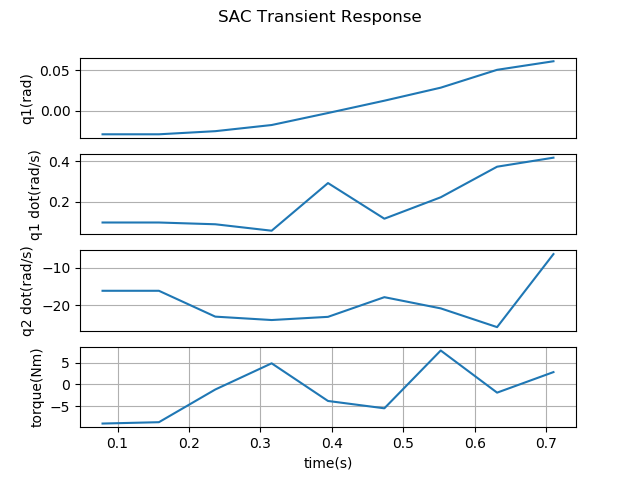 SAC Transient Response
q1(rad)
0.05
0.00
q1 dot(rad/s)
0.4
0.2
q2 dot(rad/s)
−10
−20
torque(Nm)
5
0
−5
0.1 0.2 0.3 0.4 0.5 0.6 0.7
time(s)